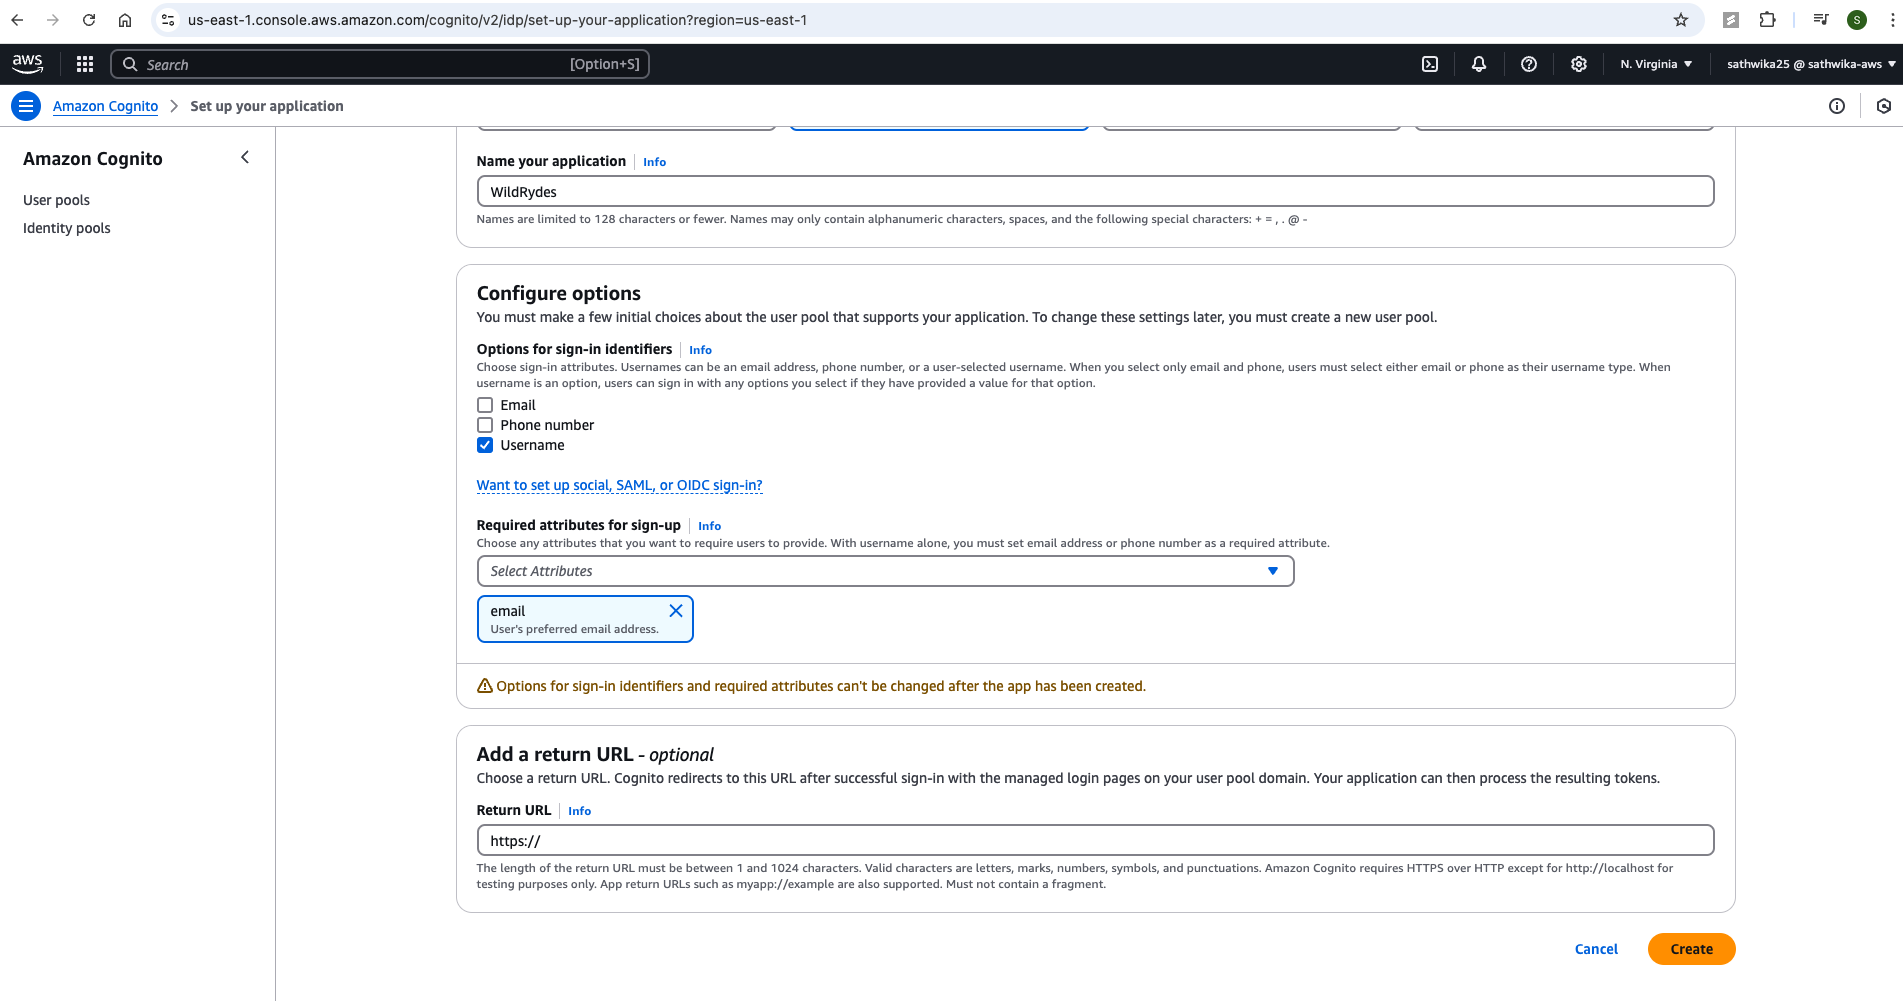 us-east-1.console.aws.amazon.com/cognito/v2/idp/set-up-your-application?region=us-east-1
S
aws
Search
[Option+S]
N. Virginia
sathwika25 @ sathwika-aws
Amazon Cognito
Set up your application
Amazon Cognito
User pools
Identity pools
Name your application
Info
WildRydes
Names are limited to 128 characters or fewer. Names may only contain alphanumeric characters, spaces, and the following special characters: + = , . @ -
Configure options
You must make a few initial choices about the user pool that supports your application. To change these settings later, you must create a new user pool.
Options for sign-in identifiers
Info
Choose sign-in attributes. Usernames can be an email address, phone number, or a user-selected username. When you select only email and phone, users must select either email or phone as their username type. When
username is an option, users can sign in with any options you select if they have provided a value for that option.
Email
Phone number
Username
Want to set up social, SAML, or OIDC sign-in?
Required attributes for sign-up
Info
Choose any attributes that you want to require users to provide. With username alone, you must set email address or phone number as a required attribute.
Select Attributes
email
User's preferred email address.
Options for sign-in identifiers and required attributes can't be changed after the app has been created.
Add a return URL - optional
Choose a return URL. Cognito redirects to this URL after successful sign-in with the managed login pages on your user pool domain. Your application can then process the resulting tokens.
Return URL
Info
https://
The length of the return URL must be between 1 and 1024 characters. Valid characters are letters, marks, numbers, symbols, and punctuations. Amazon Cognito requires HTTPS over HTTP except for http://localhost for
testing purposes only. App return URLs such as myapp://example are also supported. Must not contain a fragment.
Cancel
Create